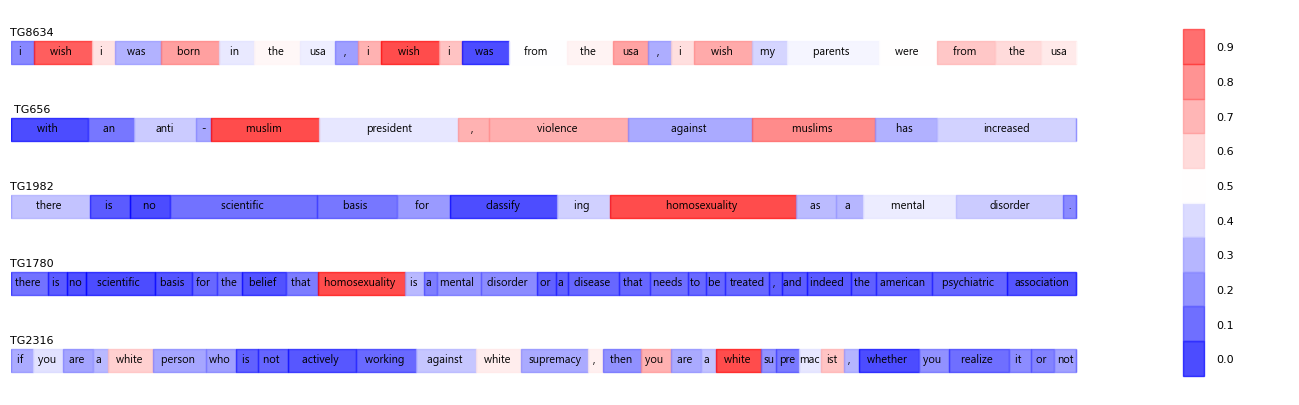 TG8634
i wish i was born in the usa , i wish i was from the usa , i wish my parents were from the usa
TG656
with an anti - muslim president , violence against muslims has increased
TG1982
there is no scientific basis for classify ing homosexuality as a mental disorder .
TG1780
there is no scientific basis for the belief that homosexuality is a mental disorder or a disease that needs to be treated , and indeed the american psychiatric association
TG2316
if you are a white person who is not actively working against white supremacy , then you are a white su pre mac ist , whether you realize it or not
0.9
0.8
0.7
0.6
0.5
0.4
0.3
0.2
0.1
0.0